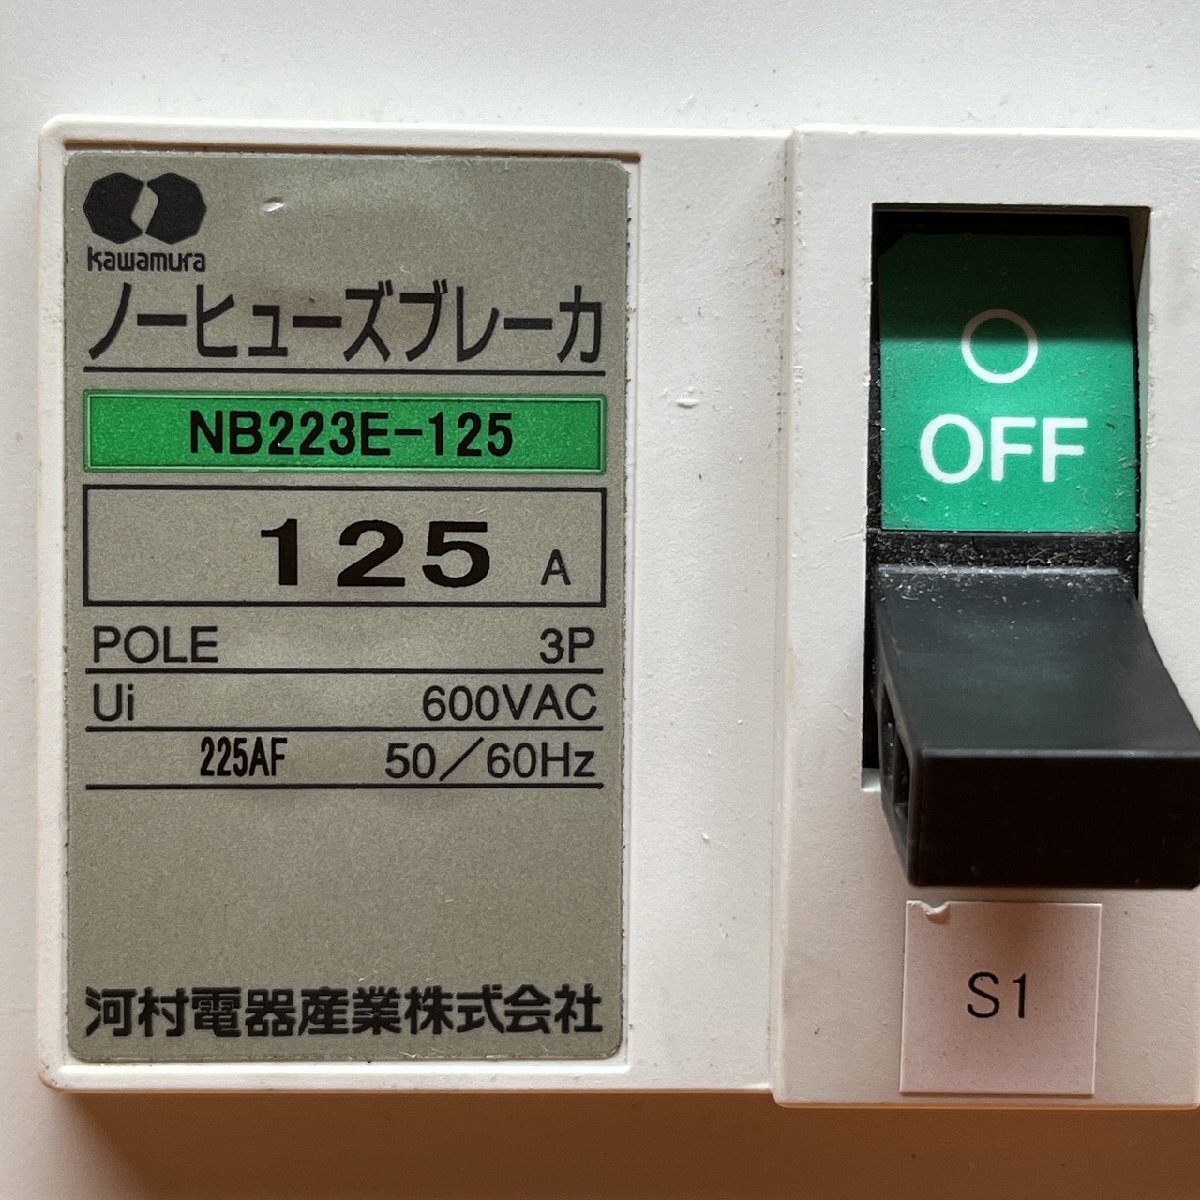 kawamura
ノーヒューズブレーカ
NB223E-125
125 A
POLE 3P
Ui 600VAC
225AF 50/60Hz
河村電器産業株式会社
OFF
S1